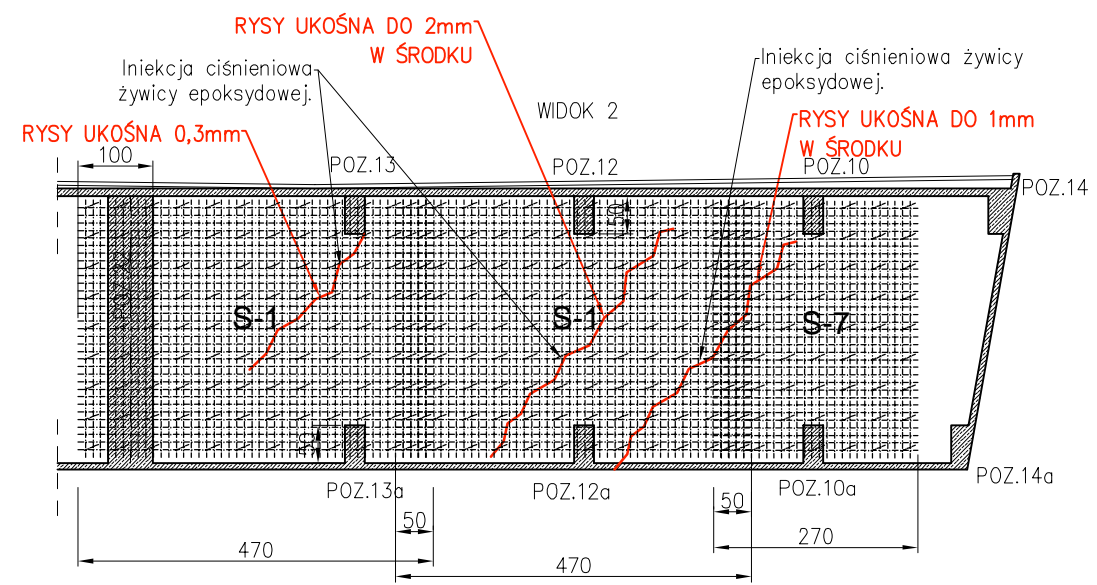 RYSY UKOŚNA DO 2mm
W ŚRODKU
Iniekcja ciśnieniowa
żywicy epoksydowej.
Iniekcja ciśnieniowa żywicy
epoksydowej.
WIDOK 2
RYSY UKOŚNA 0,3mm
RYSY UKOŚNA DO 1mm
W ŚRODKU
100
POZ.13
POZ.12
POZ.10
POZ.14
50
S-1
S-1
S-7
50
POZ.13a
POZ.12a
POZ.10a
POZ.14a
50
50
470
270
470